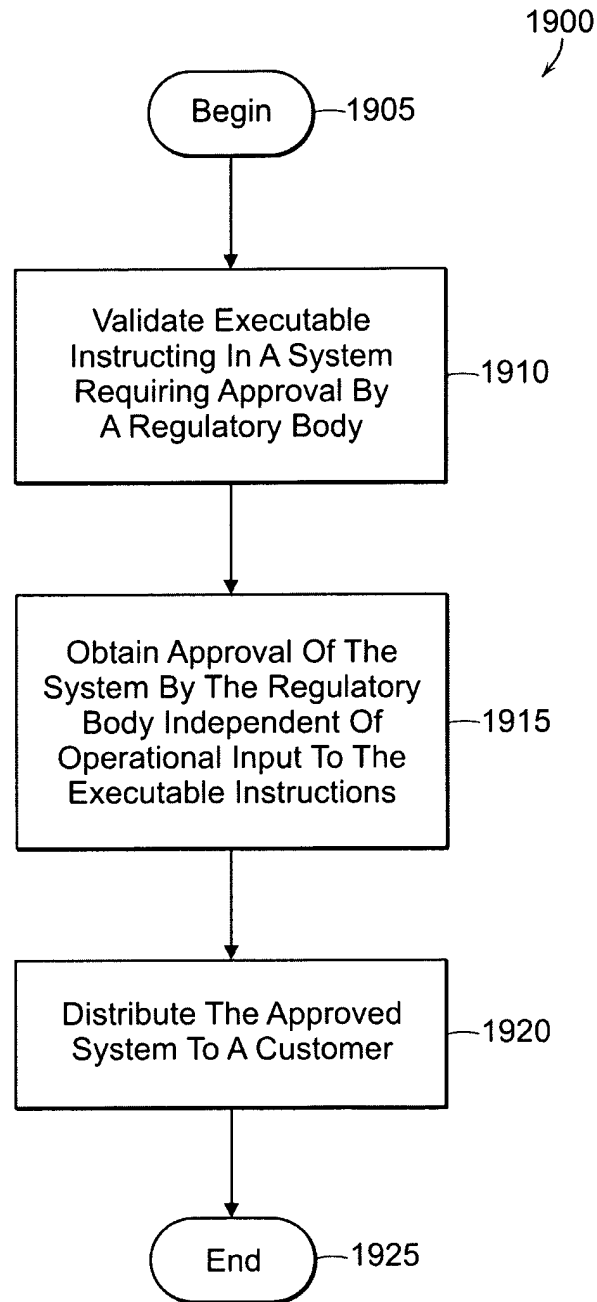 1900
Begin
1905
Validate Executable
Instructing In A System
Requiring Approval By
A Regulatory Body
1910
Obtain Approval Of The
System By The Regulatory
Body Independent Of
Operational Input To The
Executable Instructions
1915
Distribute The Approved
System To A Customer
1920
End
1925